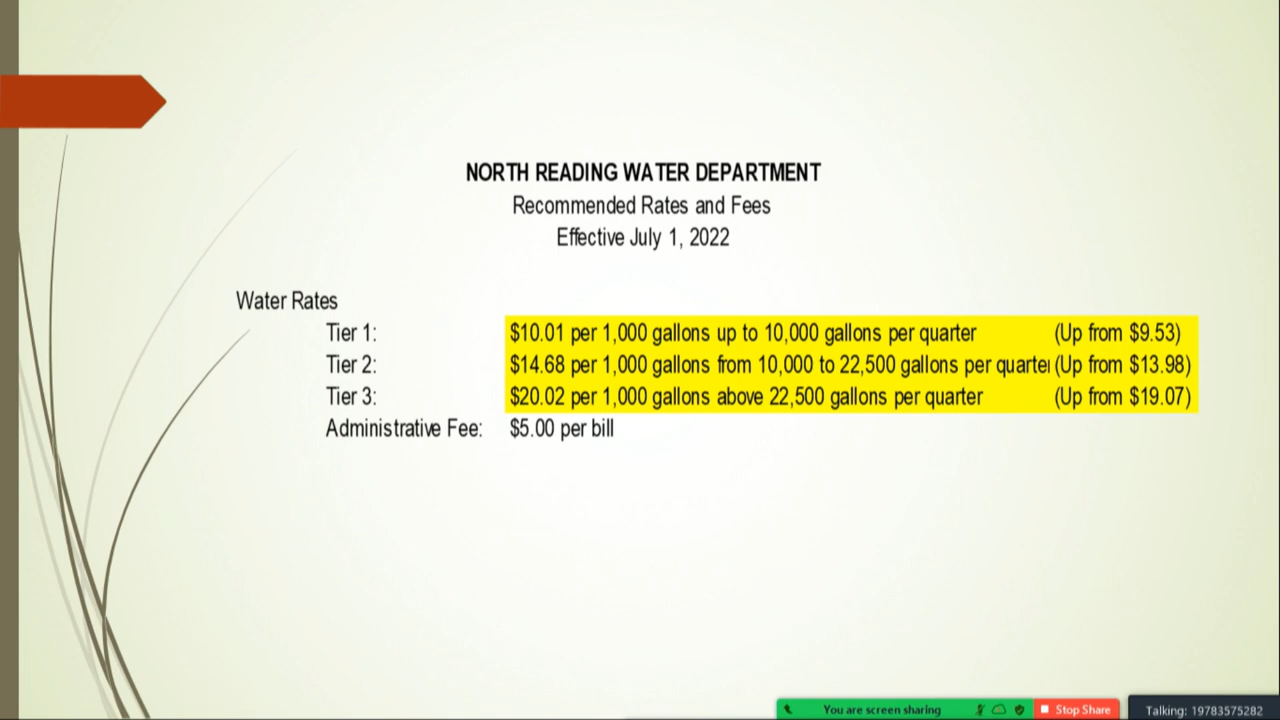 NORTH READING WATER DEPARTMENT
Recommended Rates and Fees
Effective July 1, 2022
Water Rates
Tier 1: $10.01 per 1,000 gallons up to 10,000 gallons per quarter (Up from $9.53)
Tier 2: $14.68 per 1,000 gallons from 10,000 to 22,500 gallons per quarter (Up from $13.98)
Tier 3: $20.02 per 1,000 gallons above 22,500 gallons per quarter (Up from $19.07)
Administrative Fee: $5.00 per bill
You are screen sharing Stop Share Talking: 19783575282